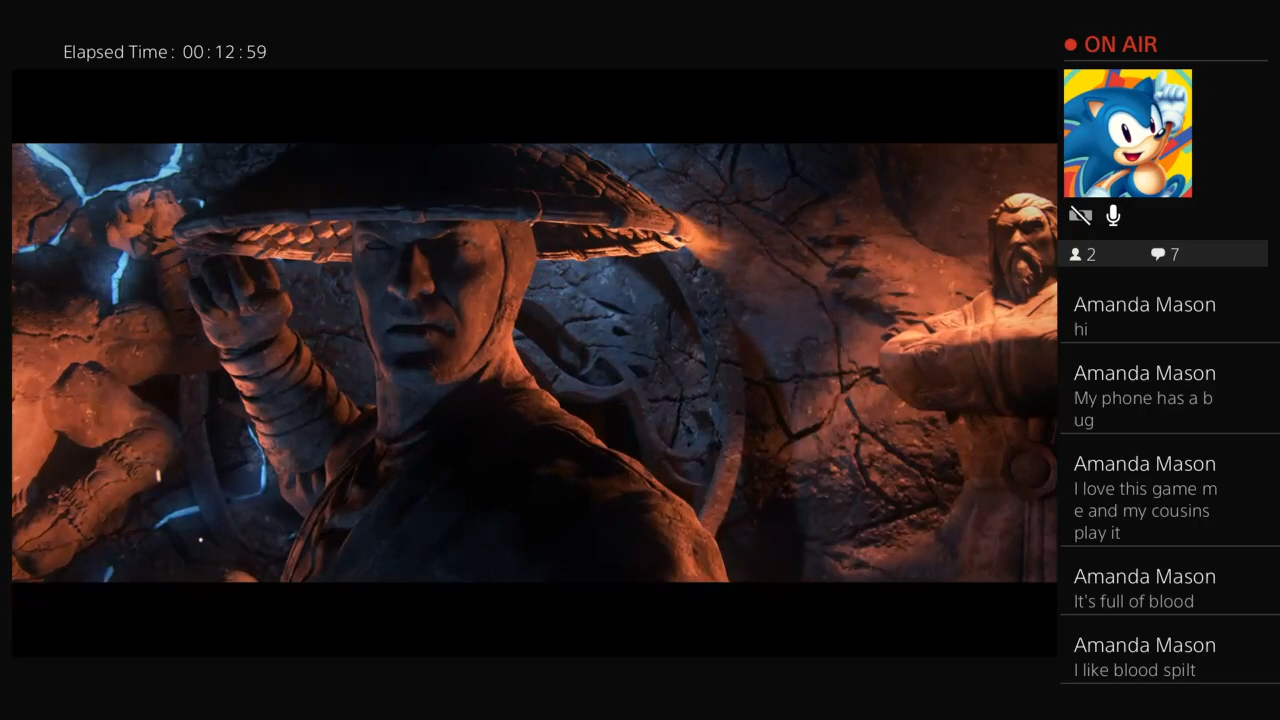 Elapsed Time: 00:12:59
ON AIR
2
7
Amanda Mason
hi
Amanda Mason
My phone has a b
ug
Amanda Mason
I love this game m
e and my cousins
play it
Amanda Mason
It's full of blood
Amanda Mason
I like blood spilt